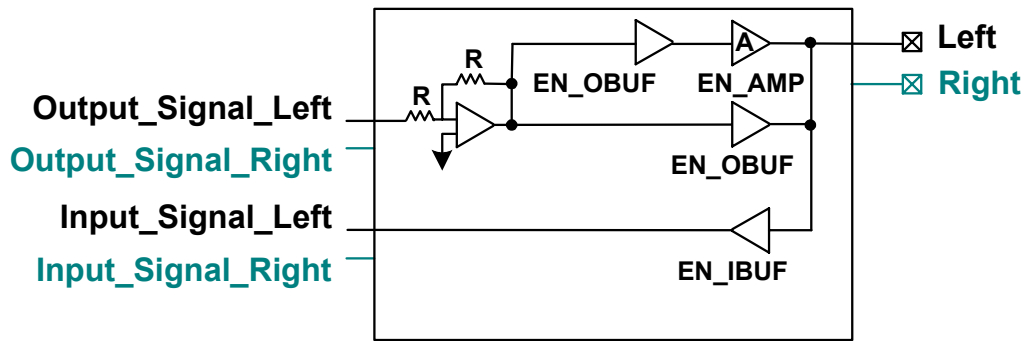 A
Left
R
EN_OBUF
EN_AMP
Right
R
Output_Signal_Left
Output_Signal_Right
EN_OBUF
Input_Signal_Left
Input_Signal_Right
EN_IBUF